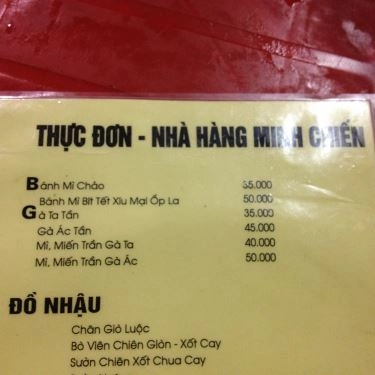 THỰC ĐƠN - NHÀ HÀNG MINH CHIẾN
Bánh Mì Chảo 35.000
Bánh Mì Bít Tết Xíu Mại Ốp La 50.000
Gà Ta Tần 35.000
Gà Ác Tần 45.000
Mì, Miến Trần Gà Ta 40.000
Mì, Miến Trần Gà Ác 50.000
ĐỒ NHẬU
Chân Giò Luộc
Bò Viên Chiên Giòn - Xốt Cay
Sườn Chiên Xốt Chua Cay